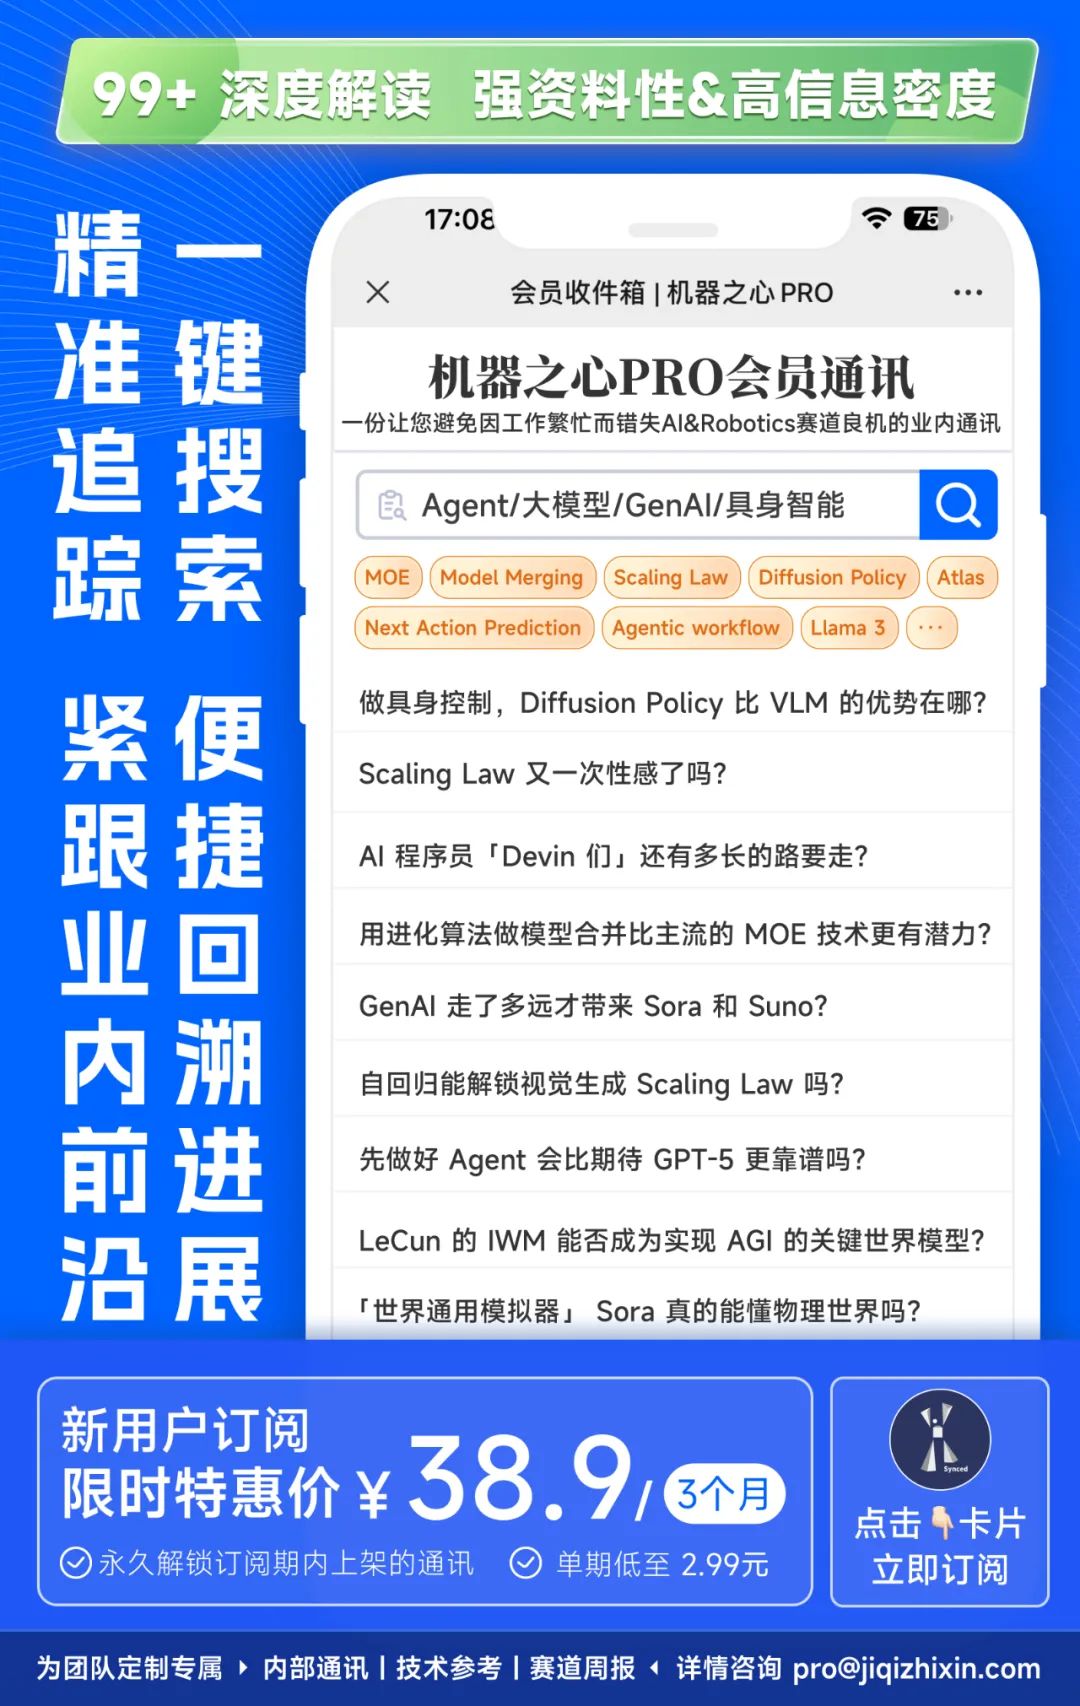 99+ 深度解读 强资料性&高信息密度
一键搜索
精准追踪
便捷回溯进展
紧跟业内前沿
17:08
75
会员收件箱 | 机器之心 PRO
机器之心PRO会员通讯
一份让您避免因工作繁忙而错失AI&Robotics赛道良机的业内通讯
Agent/大模型/GenAI/具身智能
MOE Model Merging Scaling Law Diffusion Policy Atlas
Next Action Prediction Agentic workflow Llama 3 ···
做具身控制，Diffusion Policy 比 VLM 的优势在哪？
Scaling Law 又一次性感了吗？
AI 程序员「Devin 们」还有多长的路要走？
用进化算法做模型合并比主流的 MOE 技术更有潜力？
GenAI 走了多远才带来 Sora 和 Suno？
自回归能解锁视觉生成 Scaling Law 吗？
先做好 Agent 会比期待 GPT-5 更靠谱吗？
LeCun 的 IWM 能否成为实现 AGI 的关键世界模型？
「世界通用模拟器」 Sora 真的能懂物理世界吗？
新用户订阅
限时特惠价 ¥ 38.9/ 3个月
永久解锁订阅期内上架的通讯 单期低至 2.99元
Synced
点击👇🏻卡片
立即订阅
为团队定制专属 ▸ 内部通讯 | 技术参考 | 赛道周报 ◂ 详情咨询 pro@jiqizhixin.com